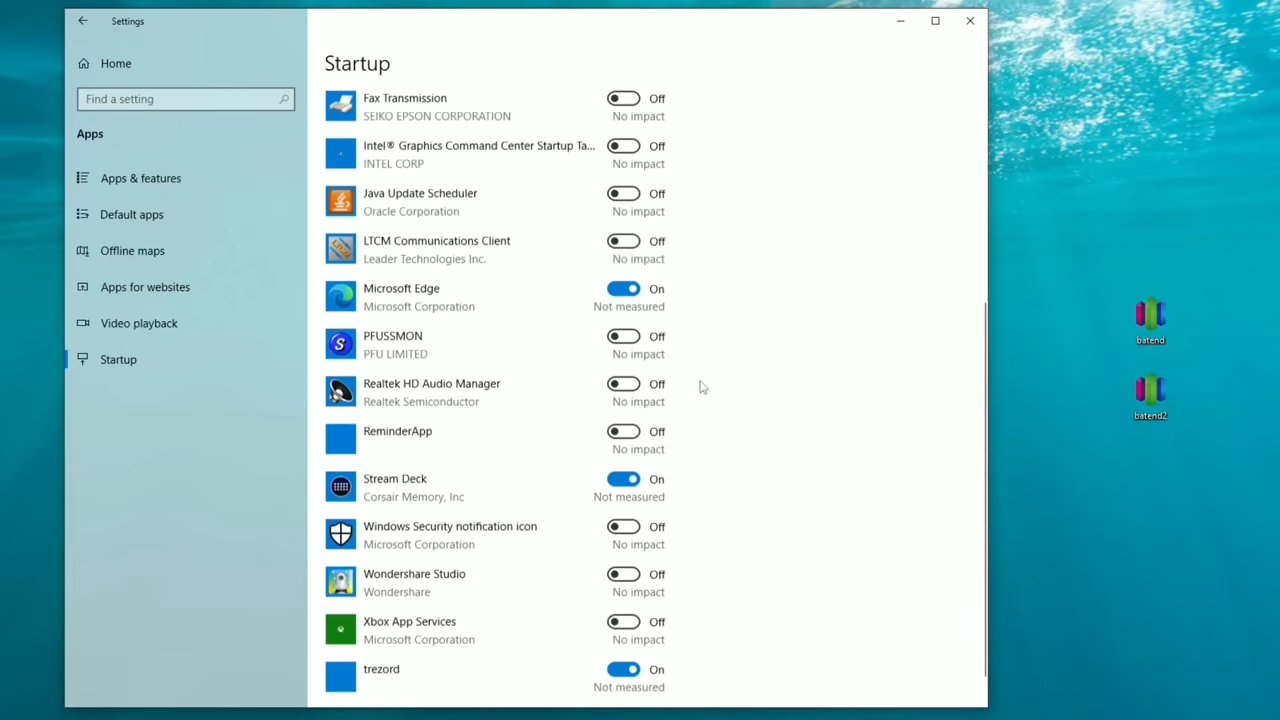 Settings
Home
Find a setting
Apps
Apps & features
Default apps
Offline maps
Apps for websites
Video playback
Startup
Startup
Fax Transmission Off
SEIKO EPSON CORPORATION No impact
Intel® Graphics Command Center Startup Ta... Off
INTEL CORP No impact
Java Update Scheduler Off
Oracle Corporation No impact
LTCM Communications Client Off
Leader Technologies Inc. No impact
Microsoft Edge On
Microsoft Corporation Not measured
PFUSSMON Off
PFU LIMITED No impact
Realtek HD Audio Manager Off
Realtek Semiconductor No impact
ReminderApp Off
No impact
Stream Deck On
Corsair Memory, Inc Not measured
Windows Security notification icon Off
Microsoft Corporation No impact
Wondershare Studio Off
Wondershare No impact
Xbox App Services Off
Microsoft Corporation No impact
trezord On
Not measured
batend
batend2